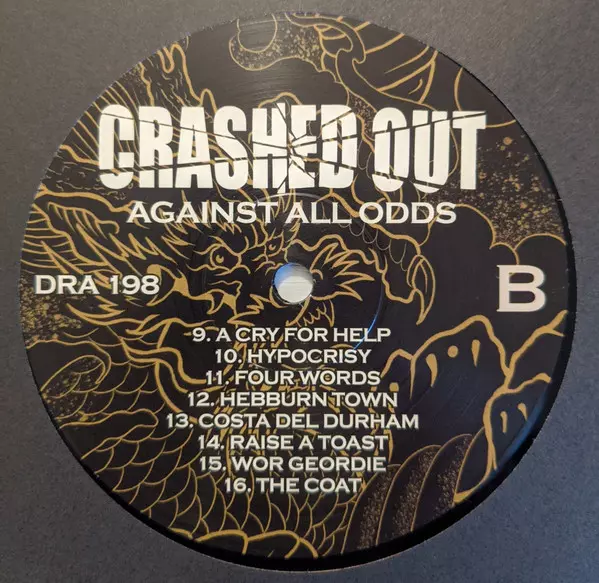 CRASHED OUT
AGAINST ALL ODDS
DRA 198
B
9. A CRY FOR HELP
10. HYPOCRISY
11. FOUR WORDS
12. HEBBURN TOWN
13. COSTA DEL DURHAM
14. RAISE A TOAST
15. WOR GEORDIE
16. THE COAT